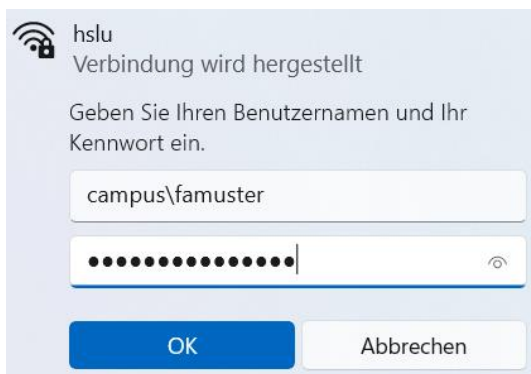 hslu
Verbindung wird hergestellt
Geben Sie Ihren Benutzernamen und Ihr
Kennwort ein.
campus\famuster
●●●●●●●●●●●●●●●
OK
Abbrechen